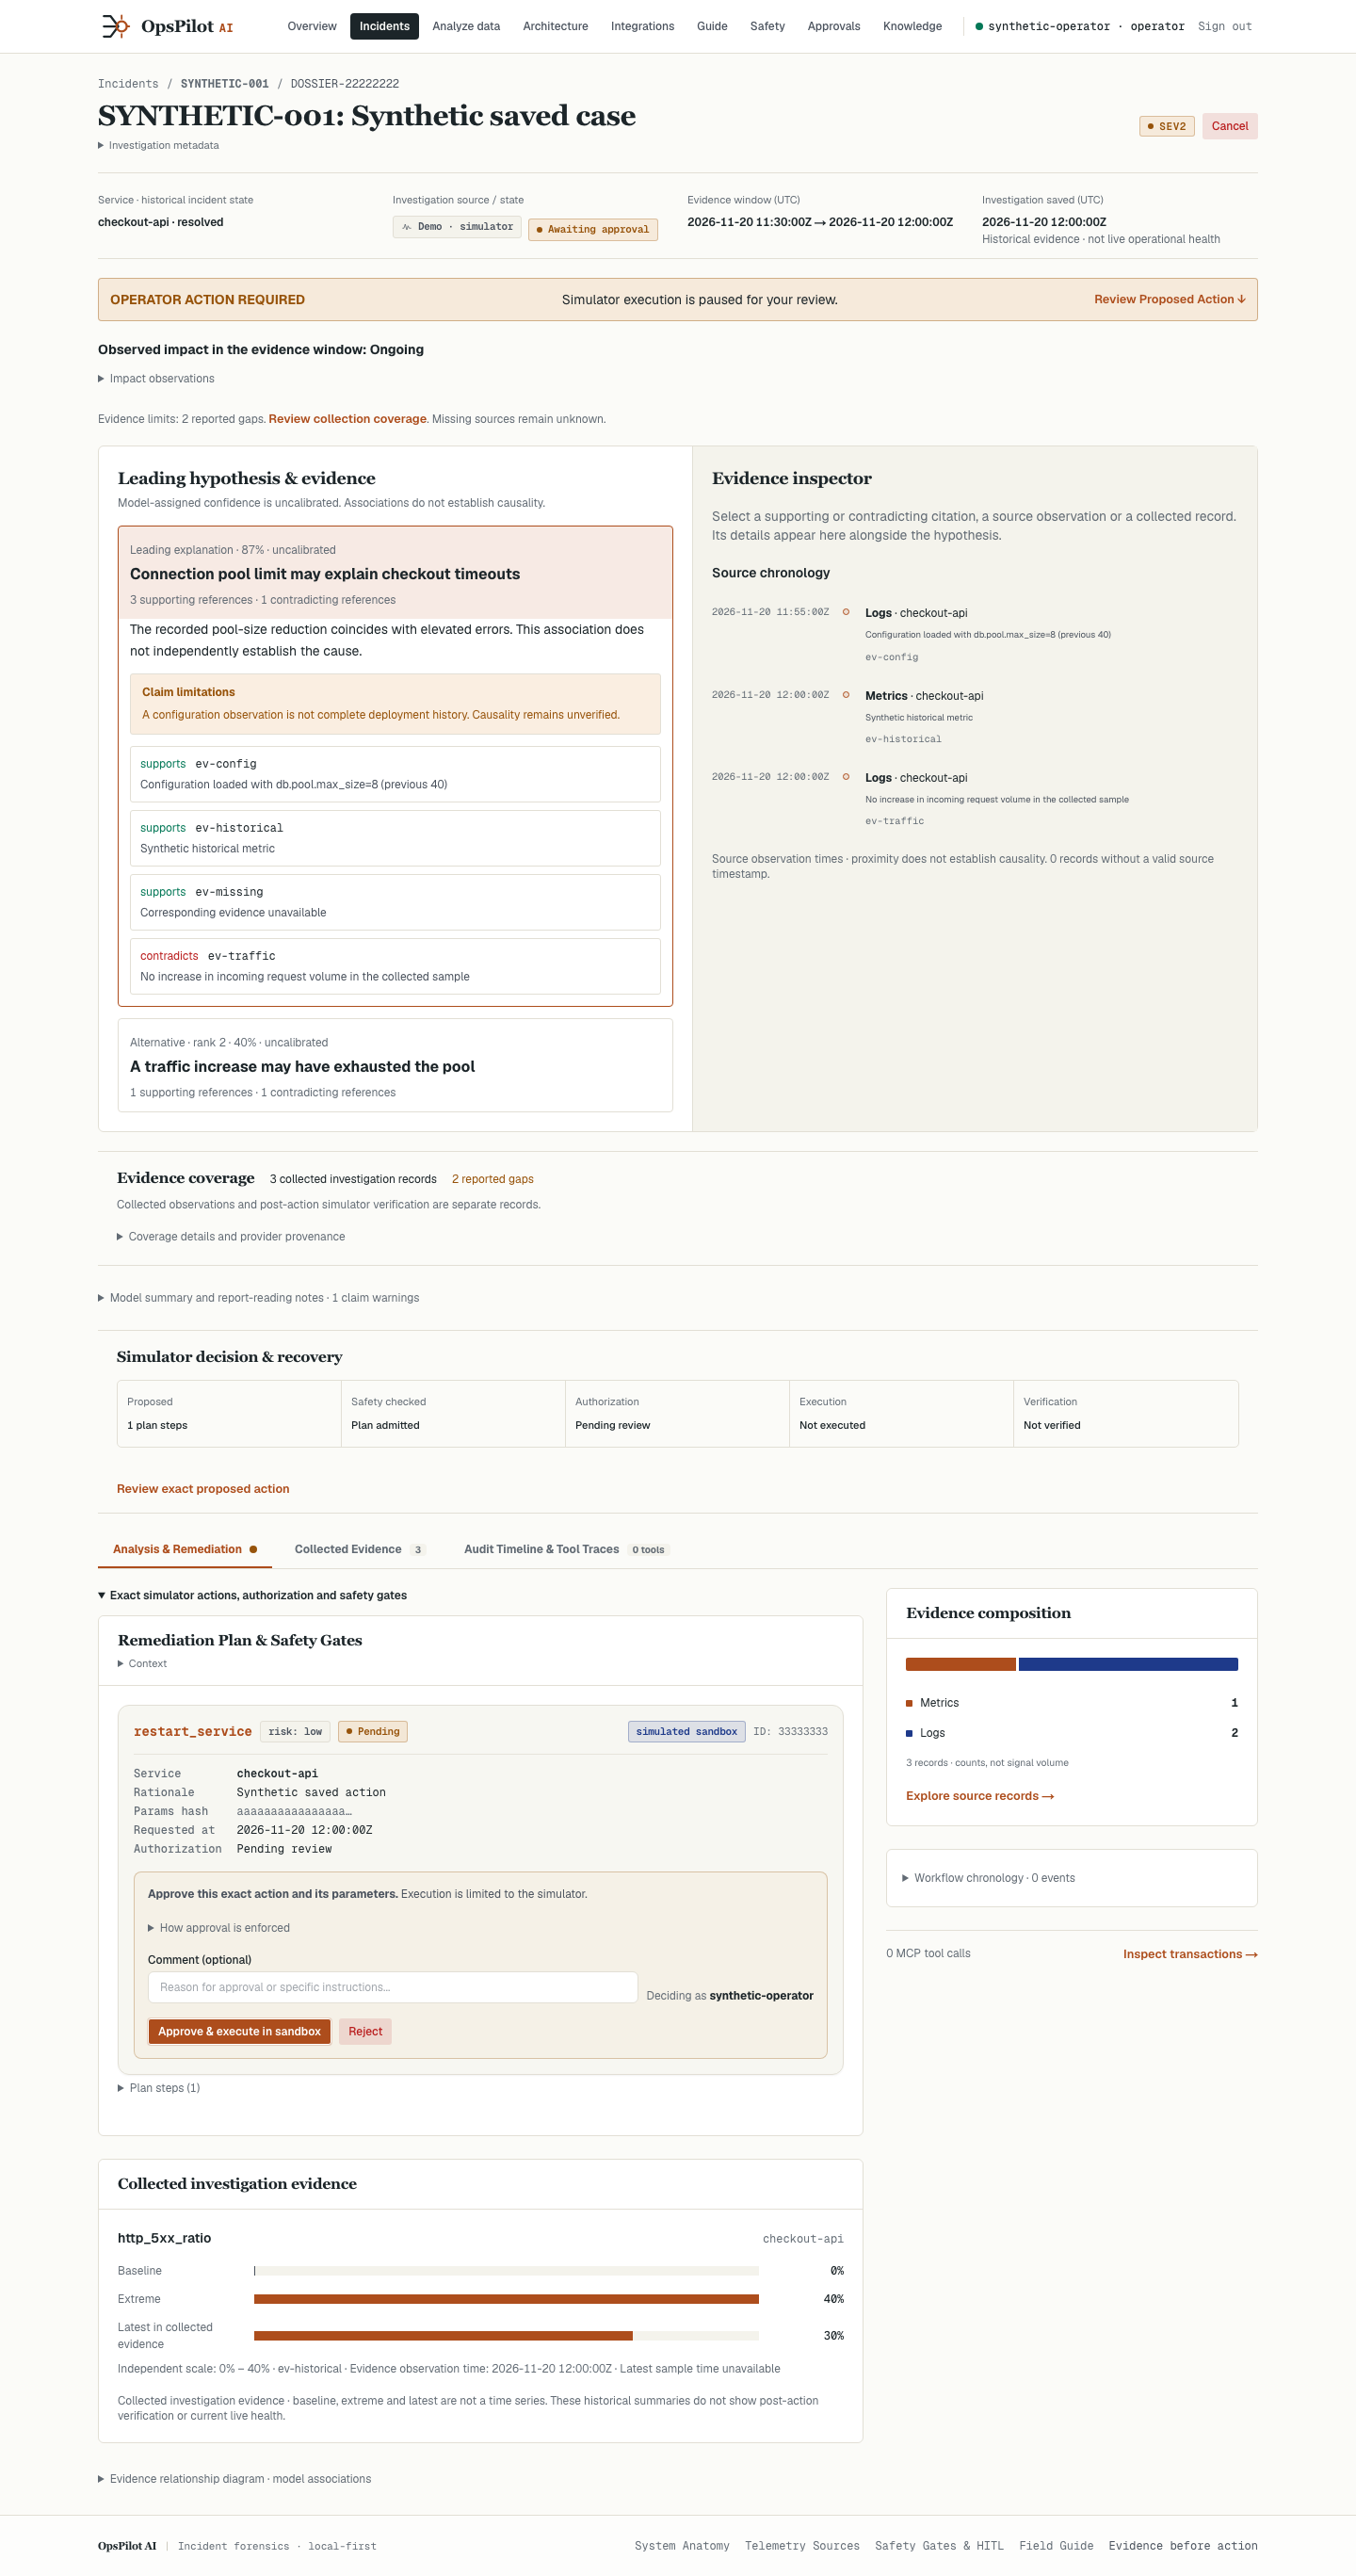 OpsPilot AI
Overview Incidents Analyze data Architecture Integrations Guide Safety Approvals Knowledge synthetic-operator · operator Sign out
Incidents / SYNTHETIC-001 / DOSSIER-22222222
SYNTHETIC-001: Synthetic saved case
SEV2 Cancel
Investigation metadata
Service · historical incident state
checkout-api · resolved
Investigation source / state
Demo · simulator Awaiting approval
Evidence window (UTC)
2026-11-20 11:30:00Z → 2026-11-20 12:00:00Z
Investigation saved (UTC)
2026-11-20 12:00:00Z
Historical evidence · not live operational health
OPERATOR ACTION REQUIRED Simulator execution is paused for your review. Review Proposed Action ↓
Observed impact in the evidence window: Ongoing
Impact observations
Evidence limits: 2 reported gaps. Review collection coverage. Missing sources remain unknown.
Leading hypothesis & evidence
Model-assigned confidence is uncalibrated. Associations do not establish causality.
Leading explanation · 87% · uncalibrated
Connection pool limit may explain checkout timeouts
3 supporting references · 1 contradicting references
The recorded pool-size reduction coincides with elevated errors. This association does
not independently establish the cause.
Claim limitations
A configuration observation is not complete deployment history. Causality remains unverified.
supports ev-config
Configuration loaded with db.pool.max_size=8 (previous 40)
supports ev-historical
Synthetic historical metric
supports ev-missing
Corresponding evidence unavailable
contradicts ev-traffic
No increase in incoming request volume in the collected sample
Alternative · rank 2 · 40% · uncalibrated
A traffic increase may have exhausted the pool
1 supporting references · 1 contradicting references
Evidence inspector
Select a supporting or contradicting citation, a source observation or a collected record.
Its details appear here alongside the hypothesis.
Source chronology
2026-11-20 11:55:00Z Logs · checkout-api
Configuration loaded with db.pool.max_size=8 (previous 40)
ev-config
2026-11-20 12:00:00Z Metrics · checkout-api
Synthetic historical metric
ev-historical
2026-11-20 12:00:00Z Logs · checkout-api
No increase in incoming request volume in the collected sample
ev-traffic
Source observation times · proximity does not establish causality. 0 records without a valid source
timestamp.
Evidence coverage 3 collected investigation records 2 reported gaps
Collected observations and post-action simulator verification are separate records.
Coverage details and provider provenance
Model summary and report-reading notes · 1 claim warnings
Simulator decision & recovery
Proposed
1 plan steps
Safety checked
Plan admitted
Authorization
Pending review
Execution
Not executed
Verification
Not verified
Review exact proposed action
Analysis & Remediation Collected Evidence 3 Audit Timeline & Tool Traces 0 tools
Exact simulator actions, authorization and safety gates
Remediation Plan & Safety Gates
Context
restart_service risk: low Pending simulated sandbox ID: 33333333
Service checkout-api
Rationale Synthetic saved action
Params hash aaaaaaaaaaaaaaaa…
Requested at 2026-11-20 12:00:00Z
Authorization Pending review
Approve this exact action and its parameters. Execution is limited to the simulator.
How approval is enforced
Comment (optional)
Reason for approval or specific instructions... Deciding as synthetic-operator
Approve & execute in sandbox Reject
Plan steps (1)
Evidence composition
Metrics 1
Logs 2
3 records · counts, not signal volume
Explore source records →
Workflow chronology · 0 events
0 MCP tool calls Inspect transactions →
Collected investigation evidence
http_5xx_ratio checkout-api
Baseline 0%
Extreme 40%
Latest in collected
evidence 30%
Independent scale: 0% – 40% · ev-historical · Evidence observation time: 2026-11-20 12:00:00Z · Latest sample time unavailable
Collected investigation evidence · baseline, extreme and latest are not a time series. These historical summaries do not show post-action
verification or current live health.
Evidence relationship diagram · model associations
OpsPilot AI | Incident forensics · local-first System Anatomy Telemetry Sources Safety Gates & HITL Field Guide Evidence before action